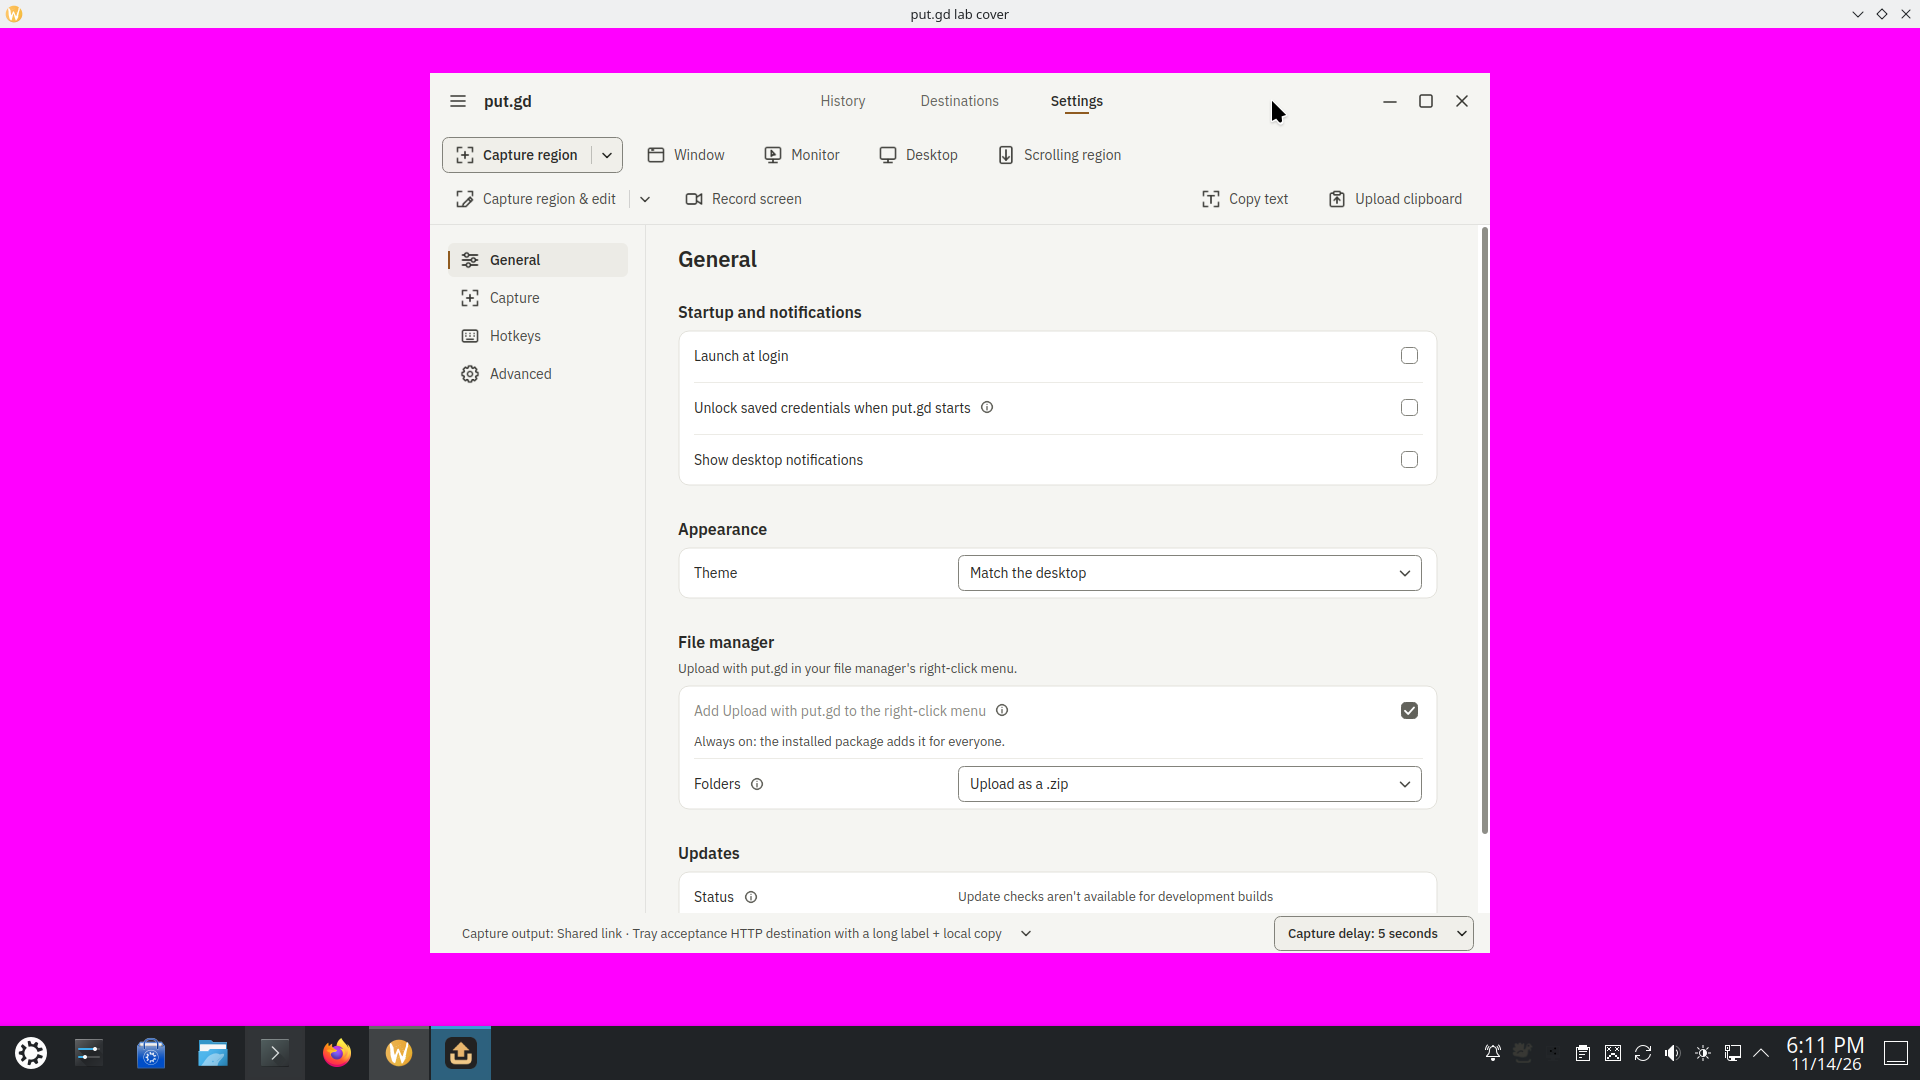 put.gd lab cover
put.gd
History
Destinations
Settings
Capture region
Window
Monitor
Desktop
Scrolling region
Capture region & edit
Record screen
Copy text
Upload clipboard
General
Capture
Hotkeys
Advanced
General
Startup and notifications
Launch at login
Unlock saved credentials when put.gd starts
Show desktop notifications
Appearance
Theme
Match the desktop
File manager
Upload with put.gd in your file manager's right-click menu.
Add Upload with put.gd to the right-click menu
Always on: the installed package adds it for everyone.
Folders
Upload as a .zip
Updates
Status
Update checks aren't available for development builds
Capture output: Shared link · Tray acceptance HTTP destination with a long label + local copy
Capture delay: 5 seconds
6:11 PM
11/14/26